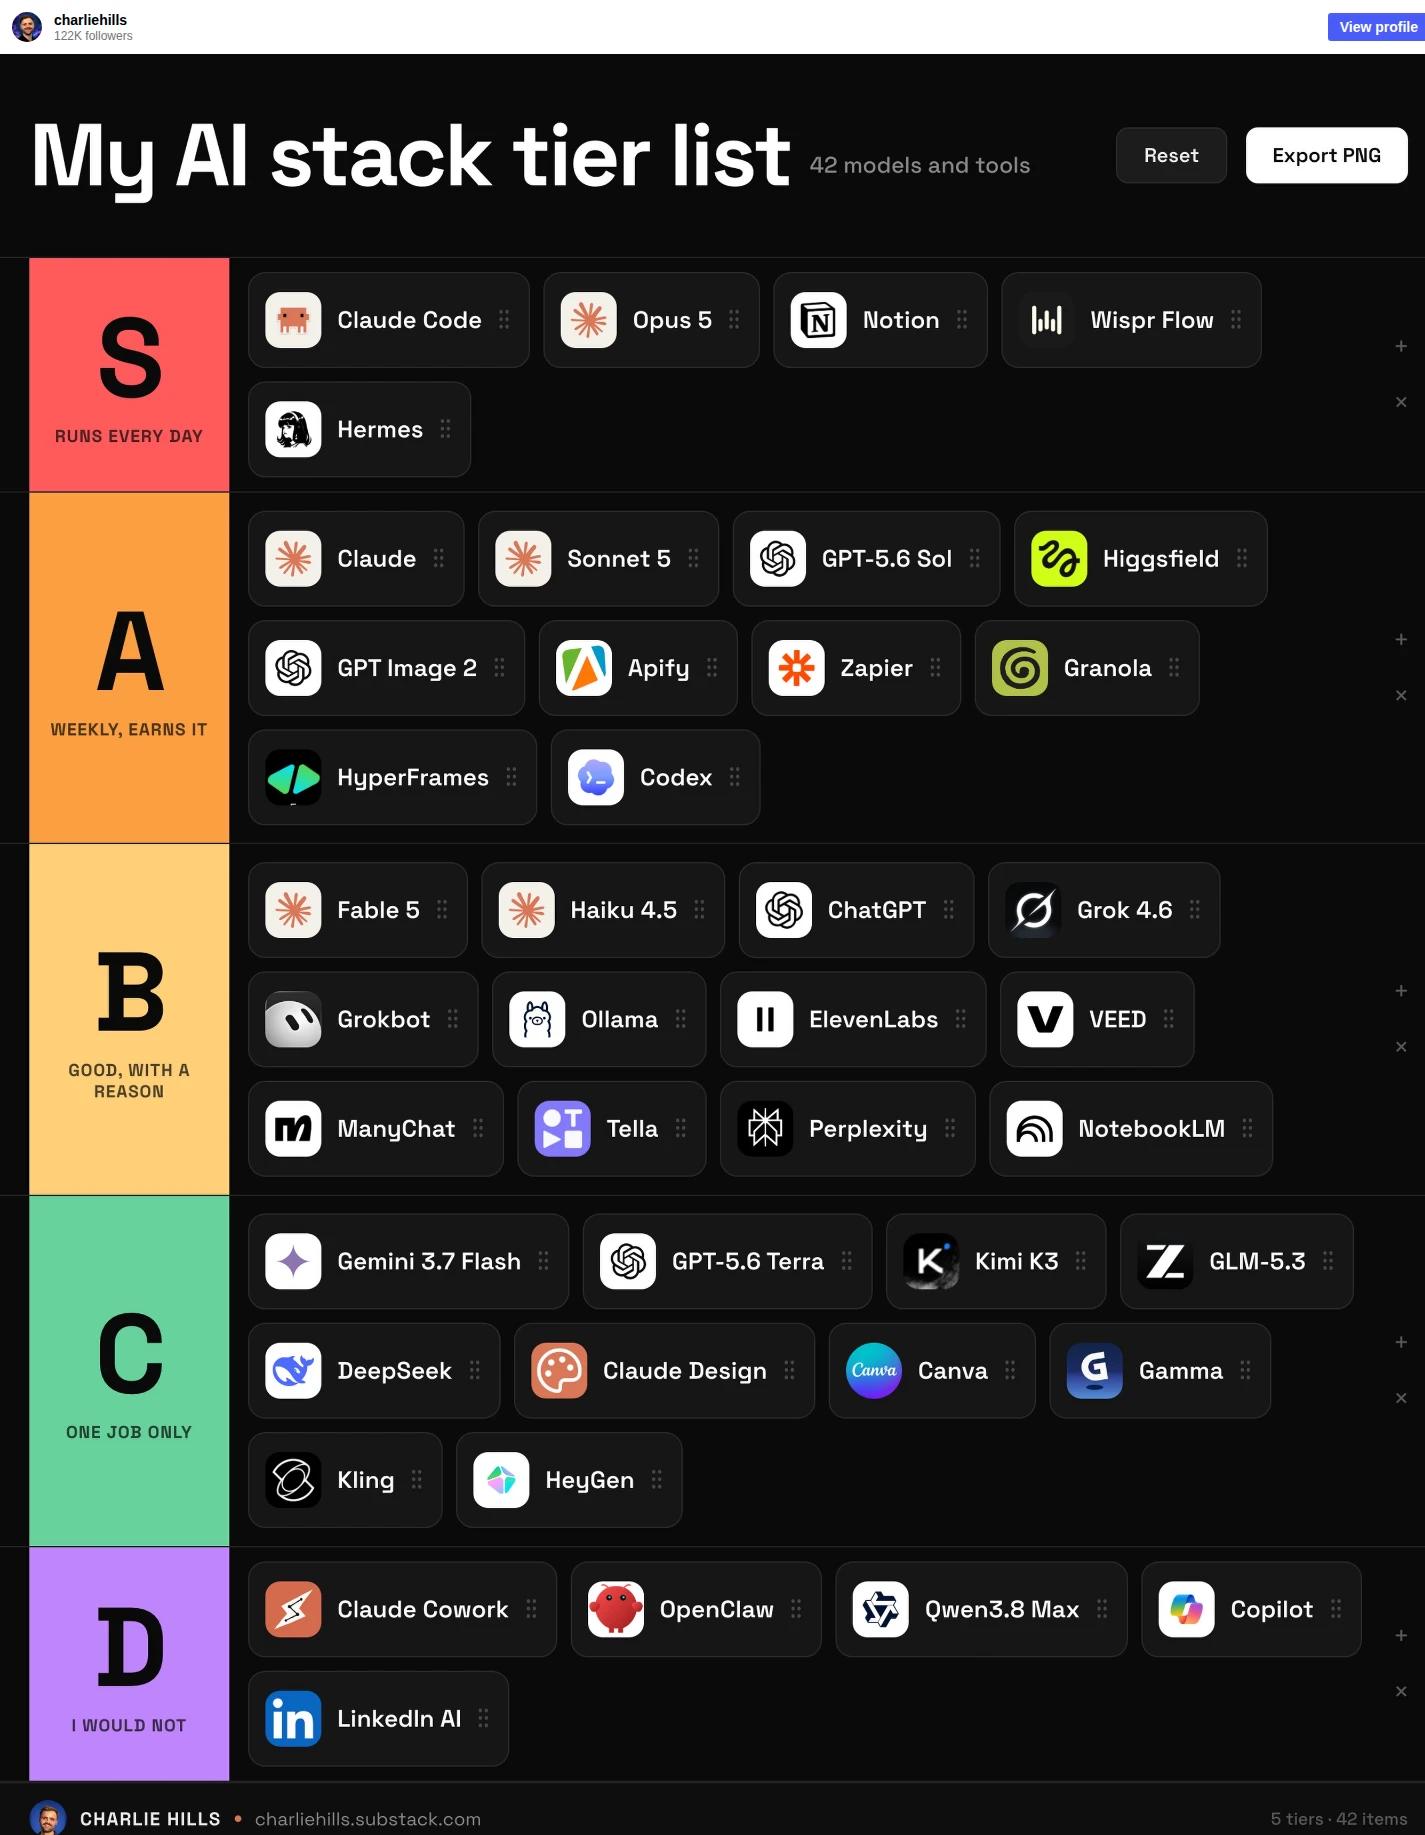 charliehills
122K followers
View profile
My AI stack tier list 42 models and tools
Reset
Export PNG
S
RUNS EVERY DAY
Claude Code
Opus 5
Notion
Wispr Flow
+
Hermes
×
A
WEEKLY, EARNS IT
Claude
Sonnet 5
GPT-5.6 Sol
Higgsfield
GPT Image 2
Apify
Zapier
Granola
+
×
HyperFrames
Codex
B
GOOD, WITH A
REASON
Fable 5
Haiku 4.5
ChatGPT
Grok 4.6
Grokbot
Ollama
ElevenLabs
VEED
+
×
ManyChat
Tella
Perplexity
NotebookLM
C
ONE JOB ONLY
Gemini 3.7 Flash
GPT-5.6 Terra
Kimi K3
GLM-5.3
DeepSeek
Claude Design
Canva
Canva
Gamma
+
×
Kling
HeyGen
D
I WOULD NOT
Claude Cowork
OpenClaw
Qwen3.8 Max
Copilot
+
in
LinkedIn AI
×
CHARLIE HILLS • charliehills.substack.com
5 tiers · 42 items